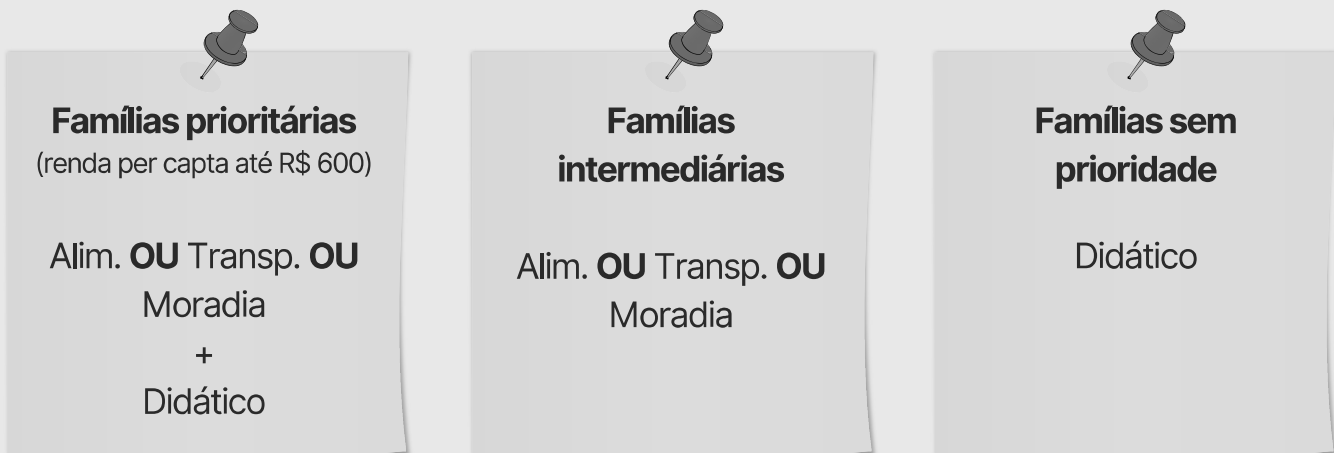 Famílias prioritárias
(renda per capta até R$ 600)
Alim. OU Transp. OU
Moradia
+
Didático
Famílias
intermediárias
Alim. OU Transp. OU
Moradia
Famílias sem
prioridade
Didático